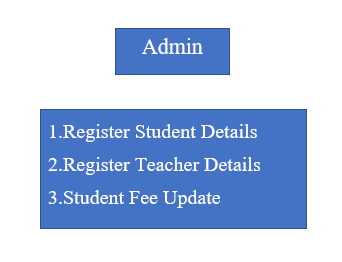 Admin
1.Register Student Details
2.Register Teacher Details
3.Student Fee Update